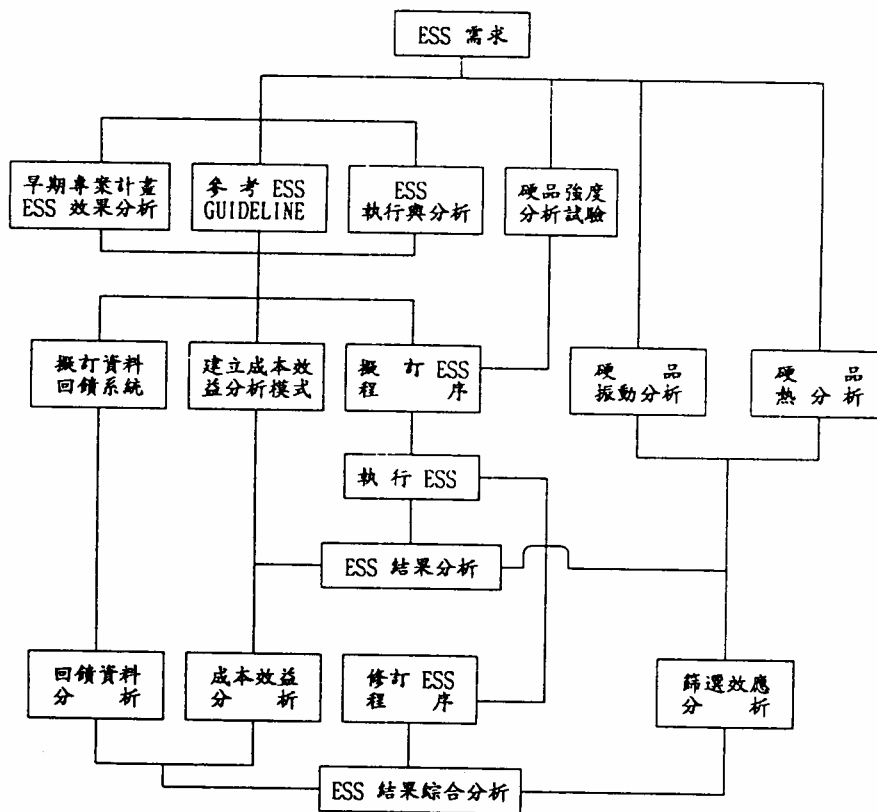 ESS 需求
早期專案計畫
ESS 效果分析
參考 ESS
GUIDELINE
ESS
執行與分析
硬品強度
分析試驗
擬訂資料
回饋系統
建立成本效
益分析模式
擬訂 ESS
程序
硬品
振動分析
硬品
熱分析
執行 ESS
ESS 結果分析
回饋資料
分析
成本效益
分析
修訂 ESS
程序
篩選效應
分析
ESS 結果綜合分析